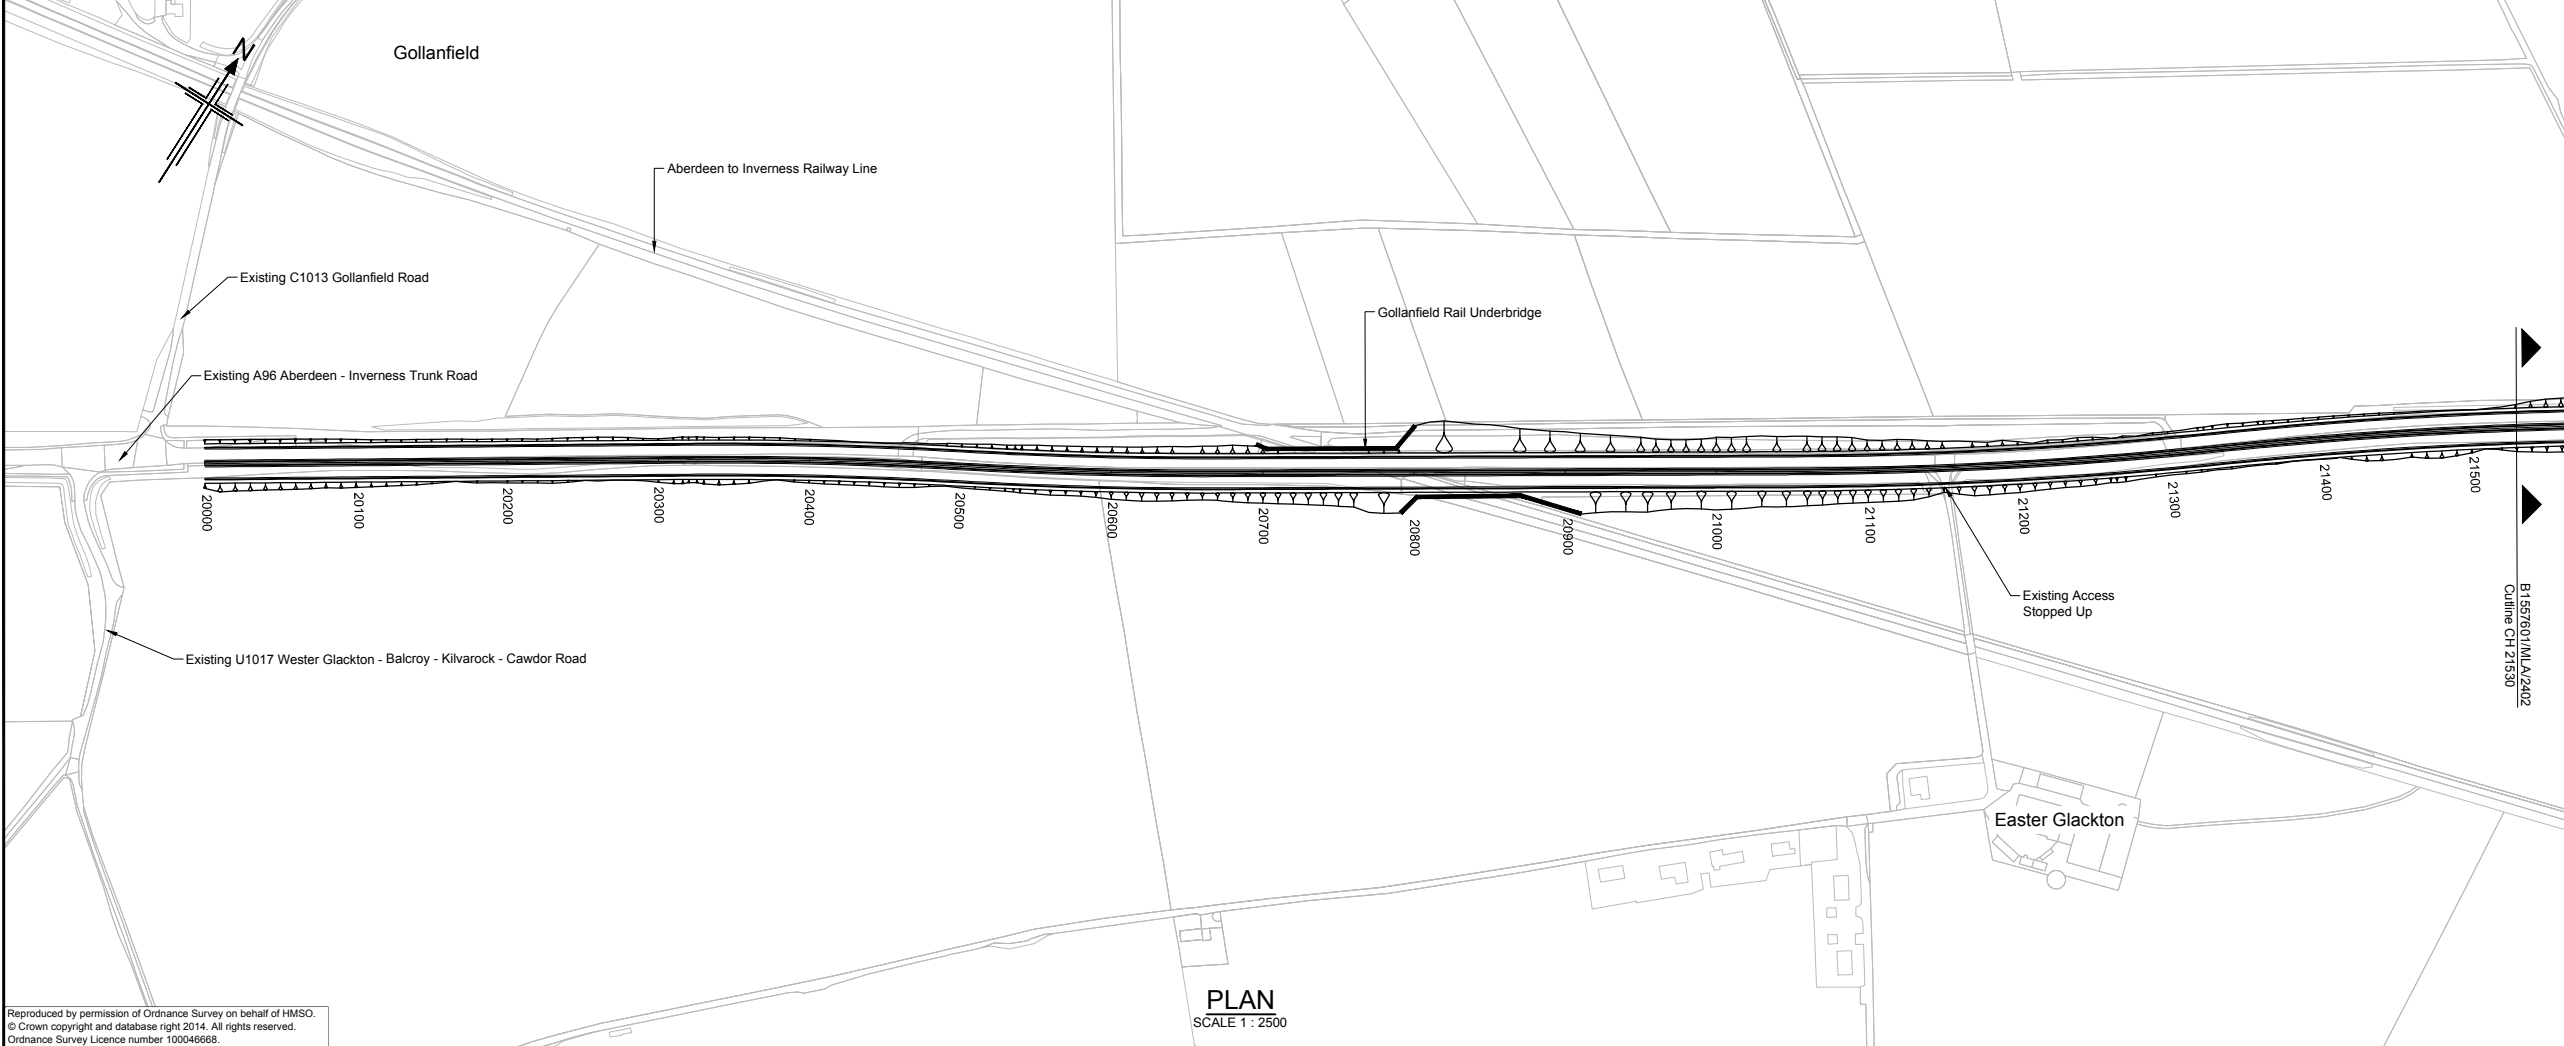 Gollanfield
N
Aberdeen to Inverness Railway Line
Existing C1013 Gollanfield Road
Gollanfield Rail Underbridge
Existing A96 Aberdeen - Inverness Trunk Road
20000
20100
20200
20300
20400
20500
20600
20700
20800
20900
21000
21100
21200
21300
21400
21500
B1557601/MLA/2402
Cutline CH 21530
Existing Access
Stopped Up
Existing U1017 Wester Glackton - Balcroy - Kilvarock - Cawdor Road
Easter Glackton
PLAN
SCALE 1 : 2500
Reproduced by permission of Ordnance Survey on behalf of HMSO.
© Crown copyright and database right 2014. All rights reserved.
Ordnance Survey Licence number 100046668.